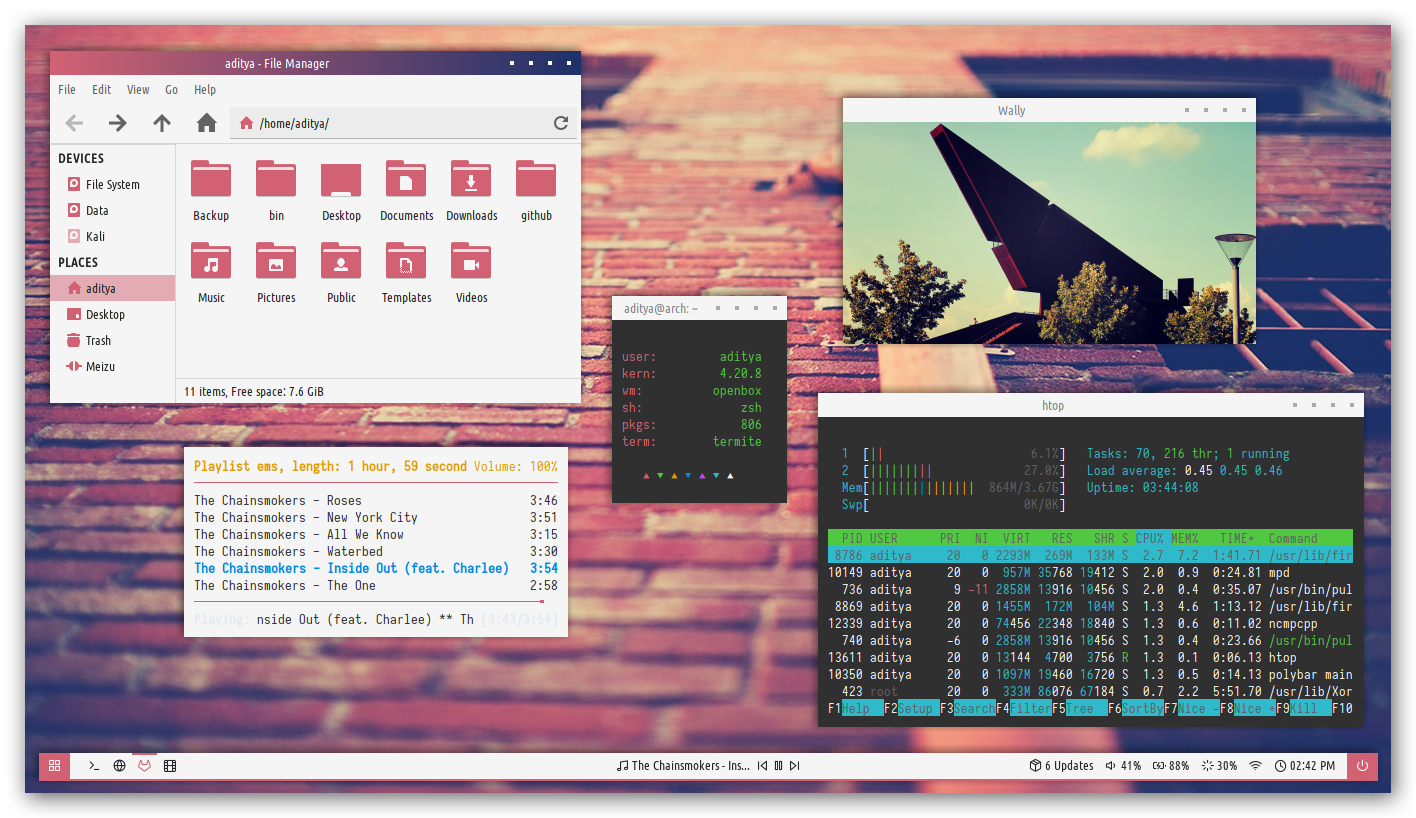 aditya - File Manager
File Edit View Go Help
/home/aditya/
DEVICES
File System
Data
Kali
PLACES
aditya
Desktop
Trash
Meizu
Backup bin Desktop Documents Downloads github
Music Pictures Public Templates Videos
11 items, Free space: 7.6 GiB
Wally
aditya@arch: ~
user: aditya
kern: 4.20.8
wm: openbox
sh: zsh
pkgs: 806
term: termite
Playlist ems, length: 1 hour, 59 second Volume: 100%
The Chainsmokers - Roses 3:46
The Chainsmokers - New York City 3:51
The Chainsmokers - All We Know 3:15
The Chainsmokers - Waterbed 3:30
The Chainsmokers - Inside Out (feat. Charlee) 3:54
The Chainsmokers - The One 2:58
Playing: nside Out (feat. Charlee) ** Th [3:43/3:54]
htop
1 [|| 6.1%] Tasks: 70, 216 thr; 1 running
2 [||||||||| 27.0%] Load average: 0.45 0.45 0.46
Mem[||||||||||||||| 864M/3.67G] Uptime: 03:44:08
Swp[ 0K/0K]
PID USER PRI NI VIRT RES SHR S CPU% MEM% TIME+ Command
8786 aditya 20 0 2293M 269M 133M S 2.7 7.2 1:41.71 /usr/lib/fir
10149 aditya 20 0 957M 35768 19412 S 2.0 0.9 0:24.81 mpd
736 aditya 9 -11 2858M 13916 10456 S 2.0 0.4 0:35.07 /usr/bin/pul
8869 aditya 20 0 1455M 172M 104M S 1.3 4.6 1:13.12 /usr/lib/fir
12339 aditya 20 0 74456 22348 18840 S 1.3 0.6 0:11.02 ncmpcpp
740 aditya -6 0 2858M 13916 10456 S 1.3 0.4 0:23.66 /usr/bin/pul
13611 aditya 20 0 13144 4700 3756 R 1.3 0.1 0:06.13 htop
10350 aditya 20 0 1097M 19460 16720 S 1.3 0.5 0:14.13 polybar main
423 root 20 0 333M 86076 67184 S 0.7 2.2 5:51.70 /usr/lib/Xor
F1Help F2Setup F3SearchF4FilterF5Tree F6SortByF7Nice -F8Nice +F9Kill F10
The Chainsmokers - Ins...
6 Updates 41% 88% 30% 02:42 PM